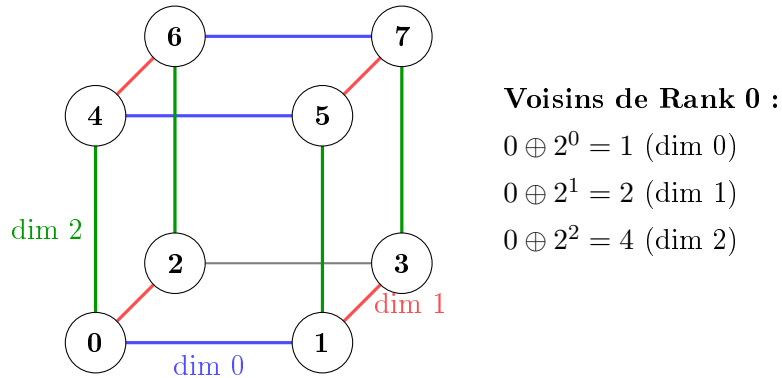 6
7
4
5
dim 2
2
3
dim 1
0
1
dim 0
Voisins de Rank 0 :
0 ⊕ 2⁰ = 1 (dim 0)
0 ⊕ 2¹ = 2 (dim 1)
0 ⊕ 2² = 4 (dim 2)